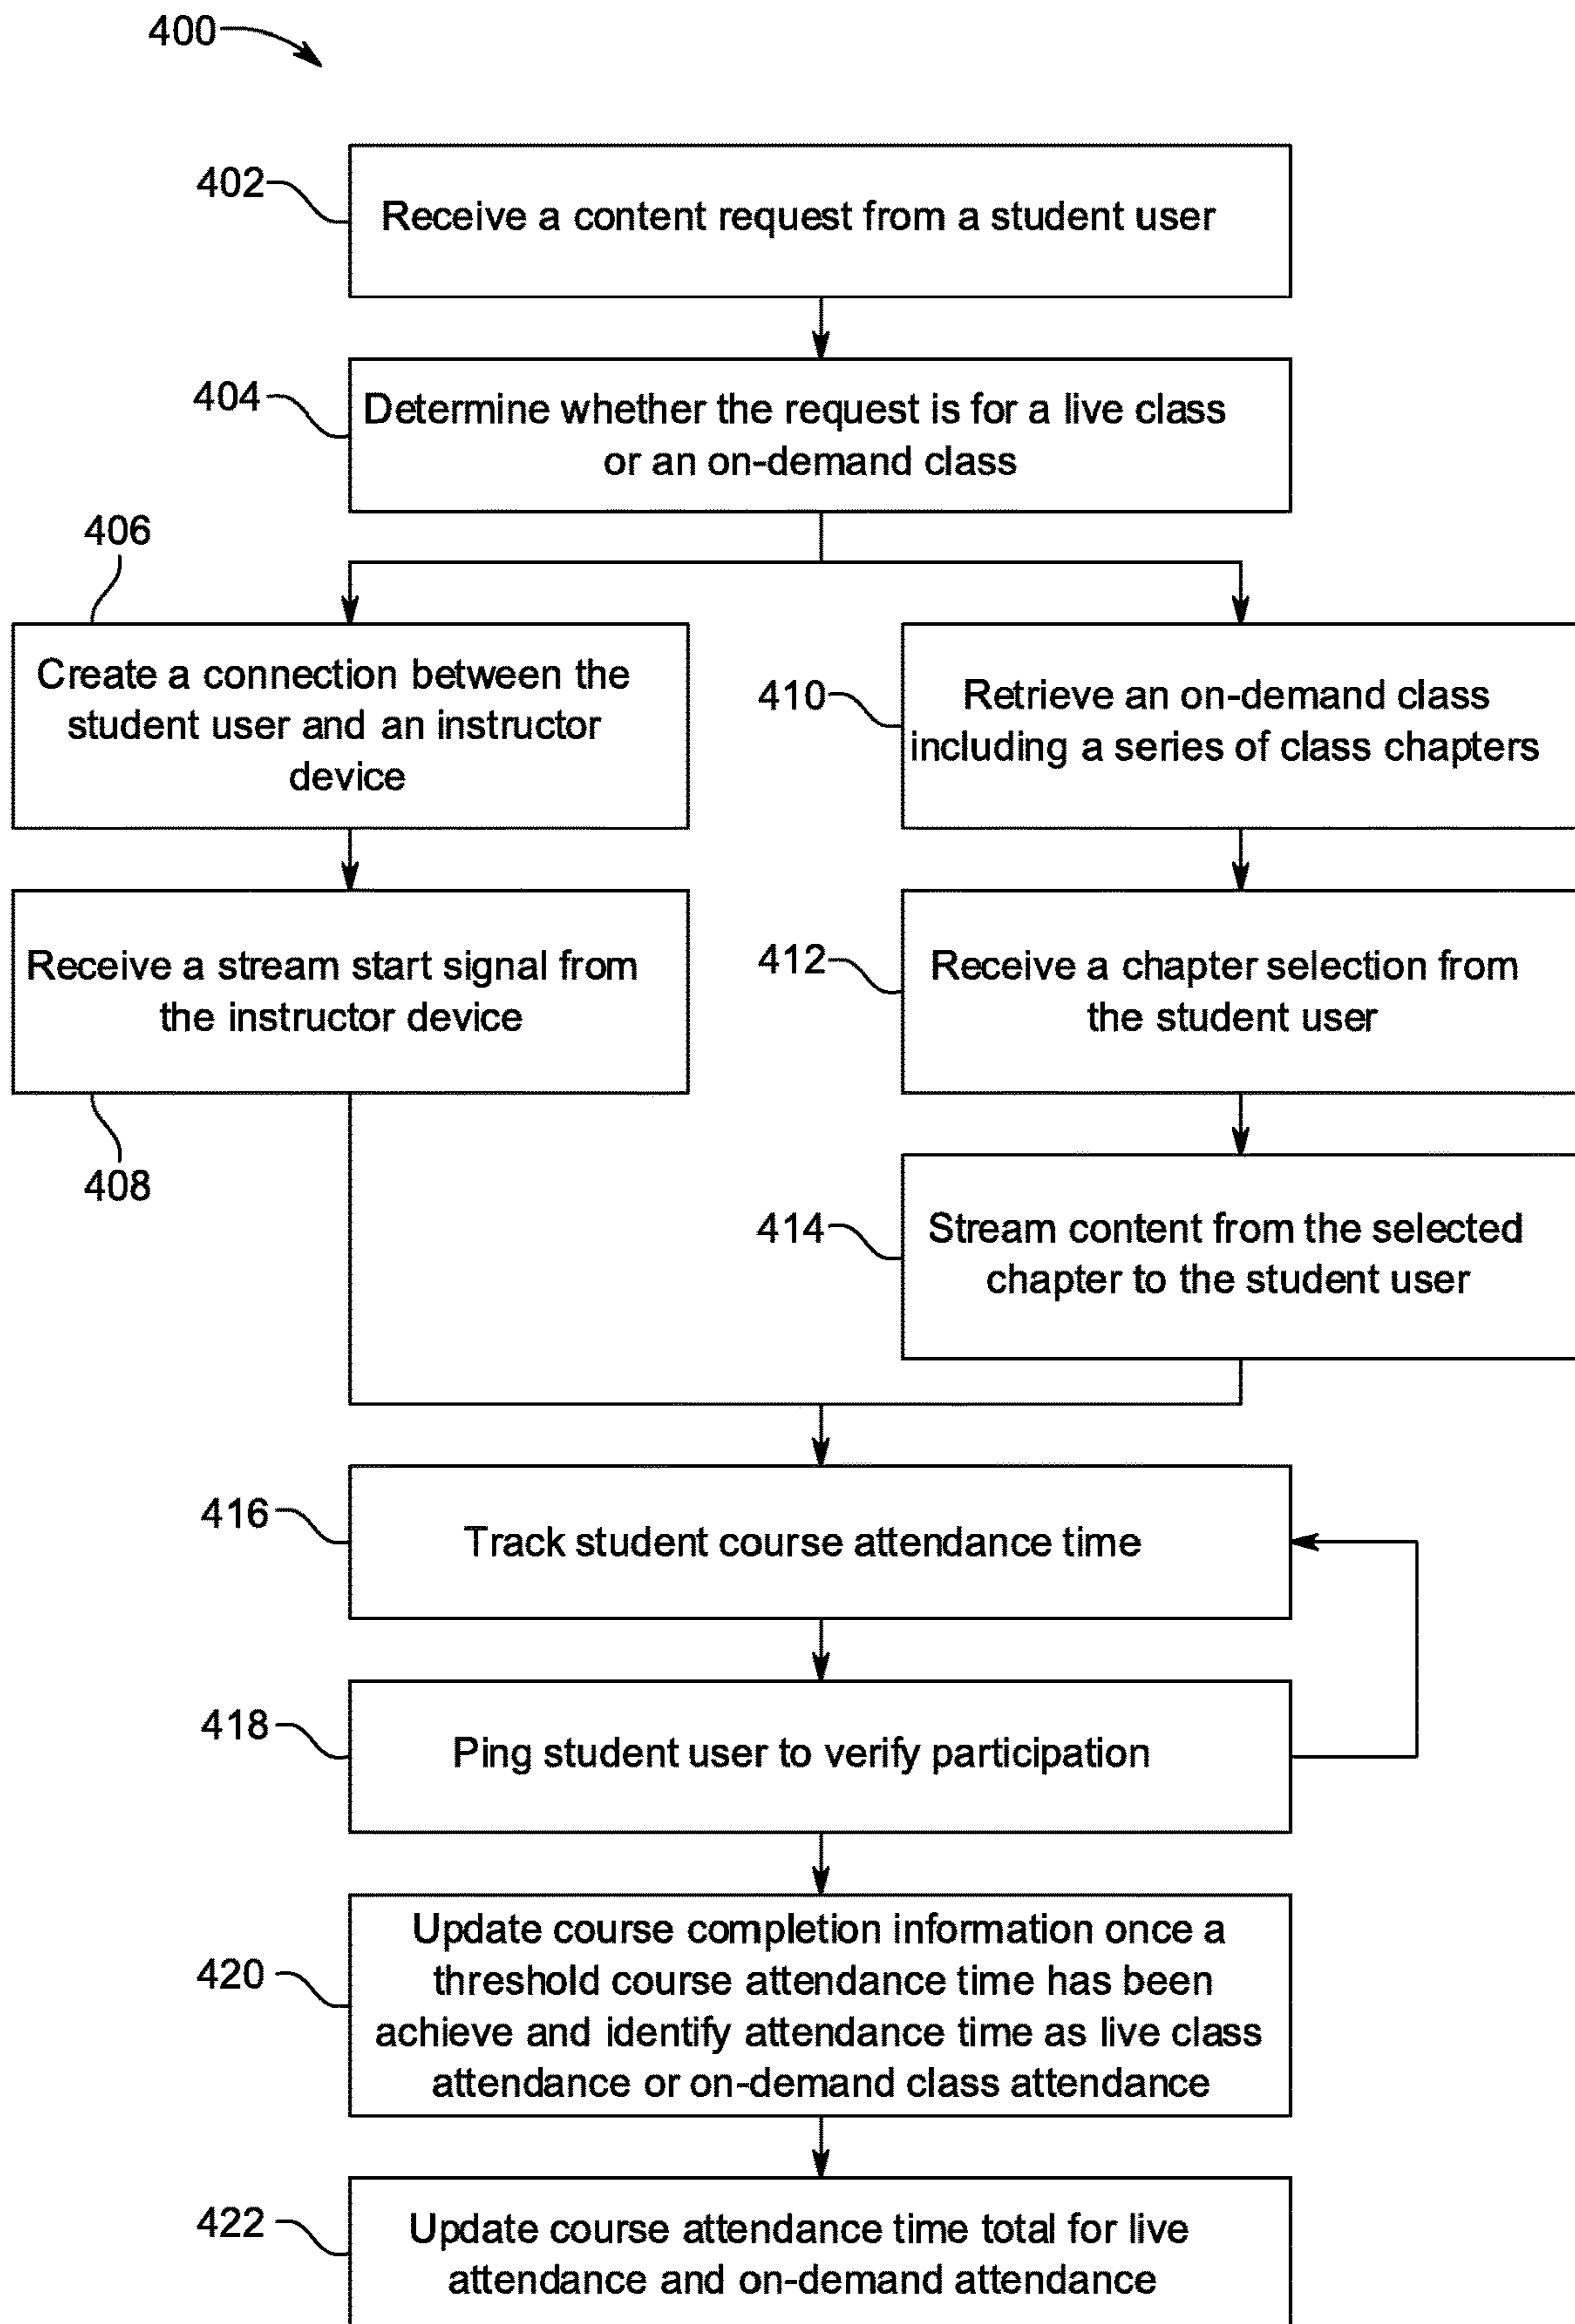 400
402
Receive a content request from a student user
404
Determine whether the request is for a live class
or an on-demand class
406
Create a connection between the
student user and an instructor
device
410
Retrieve an on-demand class
including a series of class chapters
Receive a stream start signal from
the instructor device
408
412
Receive a chapter selection from
the student user
414
Stream content from the selected
chapter to the student user
416
Track student course attendance time
418
Ping student user to verify participation
420
Update course completion information once a
threshold course attendance time has been
achieve and identify attendance time as live class
attendance or on-demand class attendance
422
Update course attendance time total for live
attendance and on-demand attendance